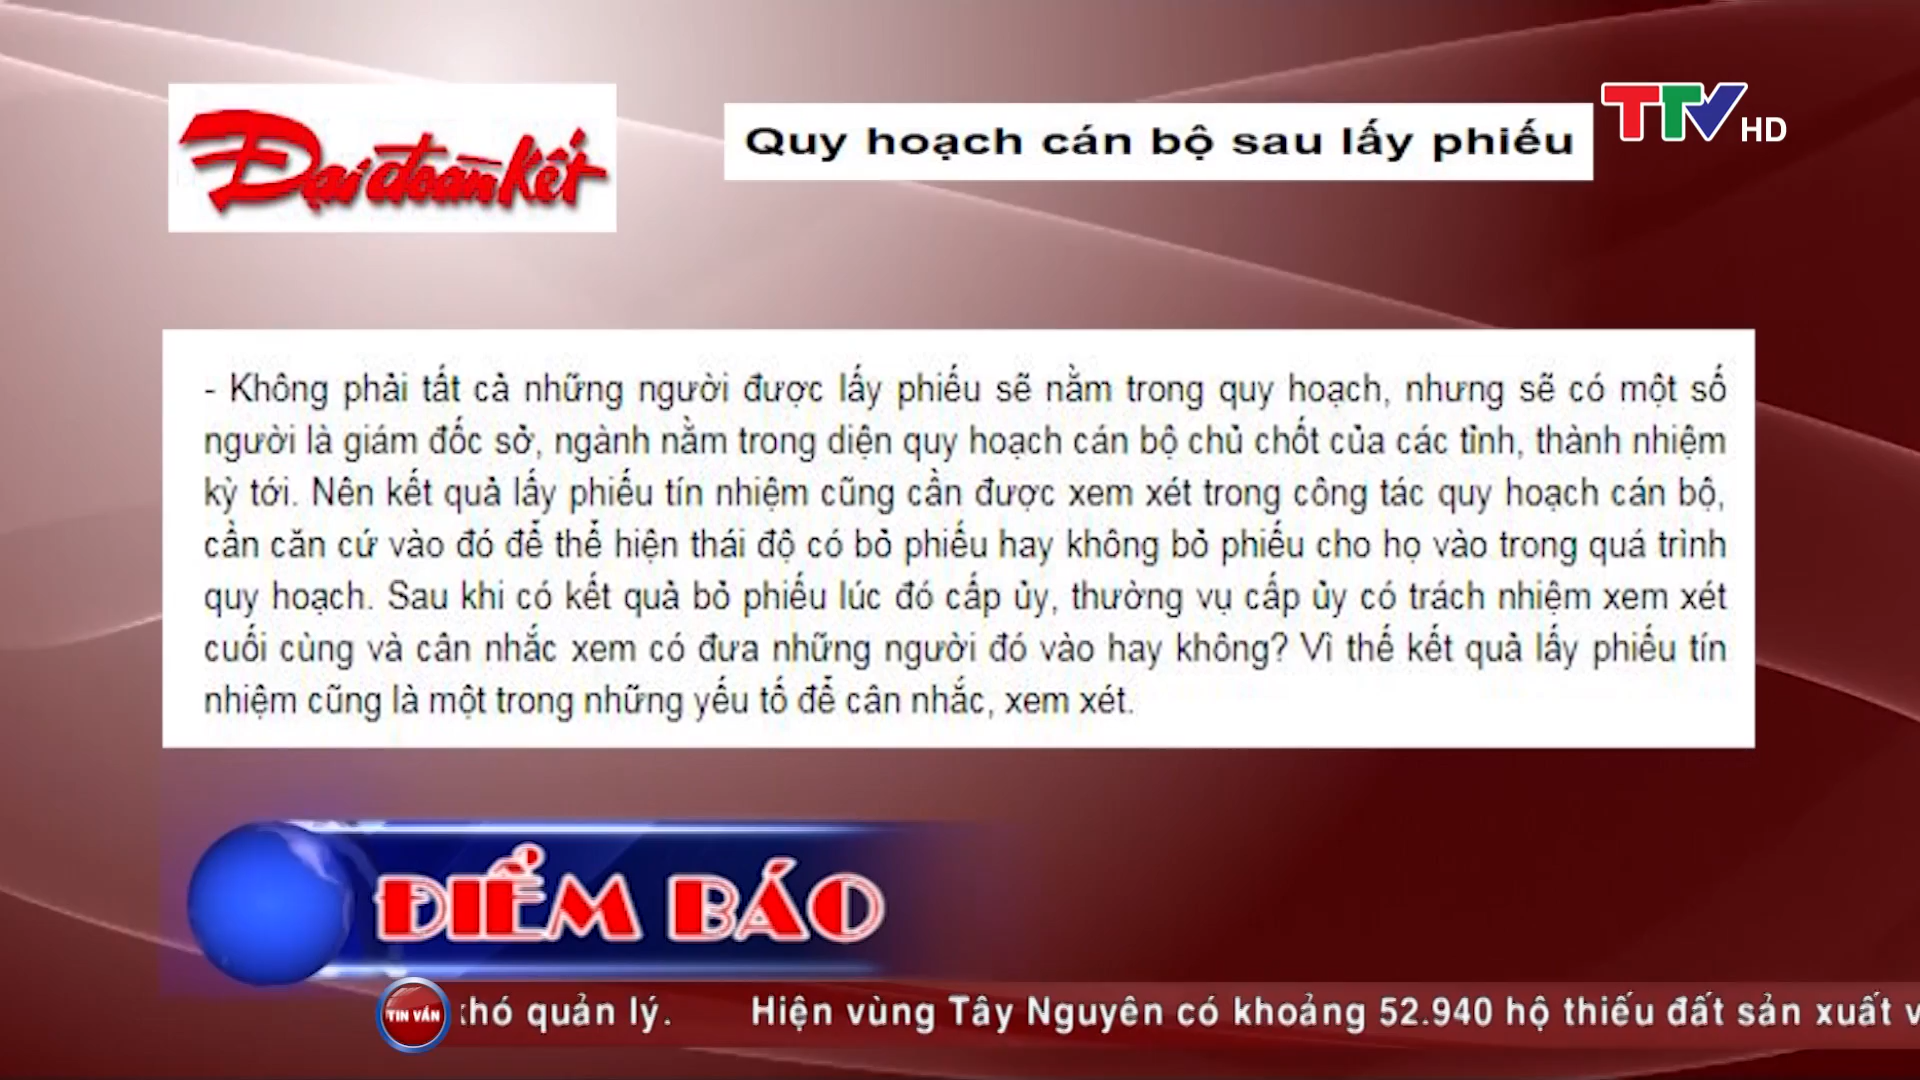 Đại đoàn kết
Quy hoạch cán bộ sau lấy phiếu
TTV HD
- Không phải tất cả những người được lấy phiếu sẽ nằm trong quy hoạch, nhưng sẽ có một số
người là giám đốc sở, ngành nằm trong diện quy hoạch cán bộ chủ chốt của các tỉnh, thành nhiệm
kỳ tới. Nên kết quả lấy phiếu tín nhiệm cũng cần được xem xét trong công tác quy hoạch cán bộ,
cần căn cứ vào đó để thể hiện thái độ có bỏ phiếu hay không bỏ phiếu cho họ vào trong quá trình
quy hoạch. Sau khi có kết quả bỏ phiếu lúc đó cấp ủy, thường vụ cấp ủy có trách nhiệm xem xét
cuối cùng và cân nhắc xem có đưa những người đó vào hay không? Vì thế kết quả lấy phiếu tín
nhiệm cũng là một trong những yếu tố để cân nhắc, xem xét.
ĐIỂM BÁO
TIN VẮN khó quản lý. Hiện vùng Tây Nguyên có khoảng 52.940 hộ thiếu đất sản xuất